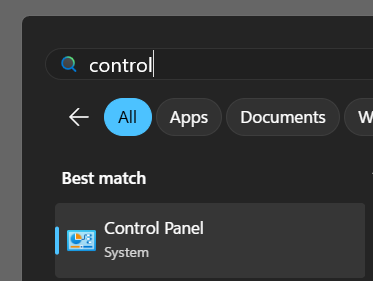 control
All Apps Documents W
Best match
Control Panel
System